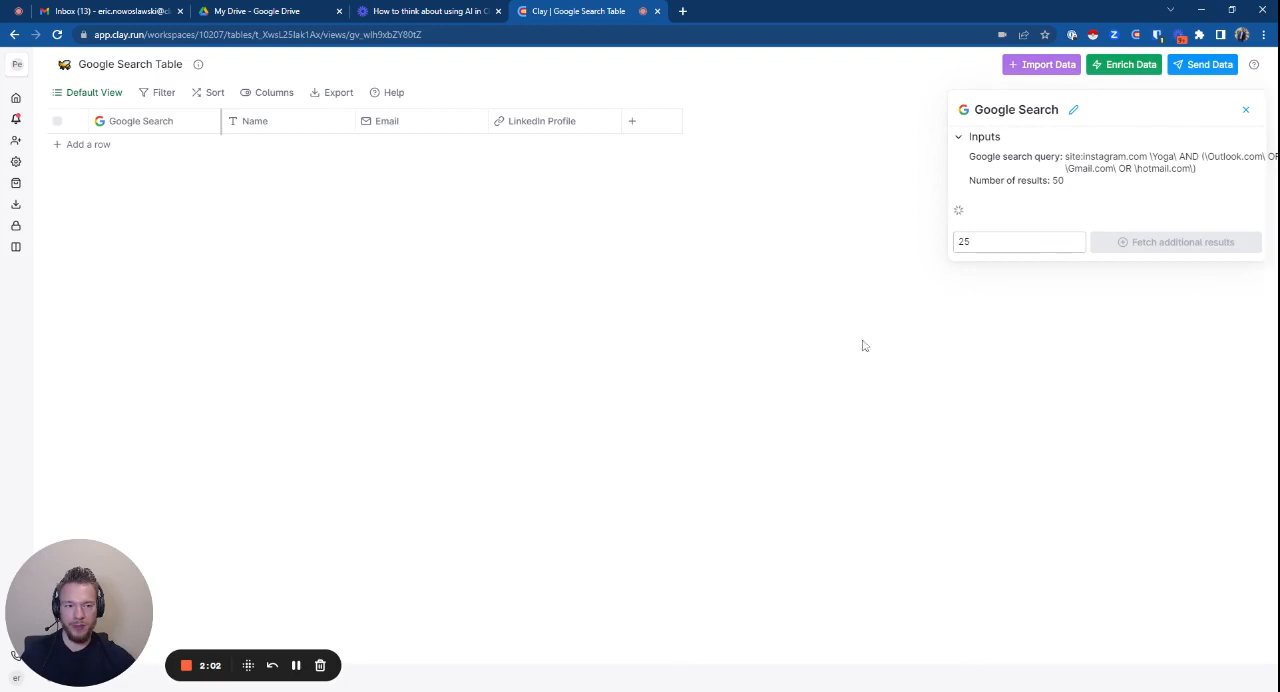 Inbox (13) - eric.nowoslawski@cl
My Drive - Google Drive
How to think about using AI in C
Clay | Google Search Table
app.clay.run/workspaces/10207/tables/t_XwsL25Iak1Ax/views/gv_wlh9xbZY80tZ
Pe
Google Search Table
Import Data
Enrich Data
Send Data
Default View
Filter
Sort
Columns
Export
Help
Google Search
Name
Email
LinkedIn Profile
Add a row
Google Search
Inputs
Google search query: site:instagram.com \Yoga\ AND (\Outlook.com\ OR
\Gmail.com\ OR \hotmail.com\)
Number of results: 50
25
Fetch additional results
2:02
er